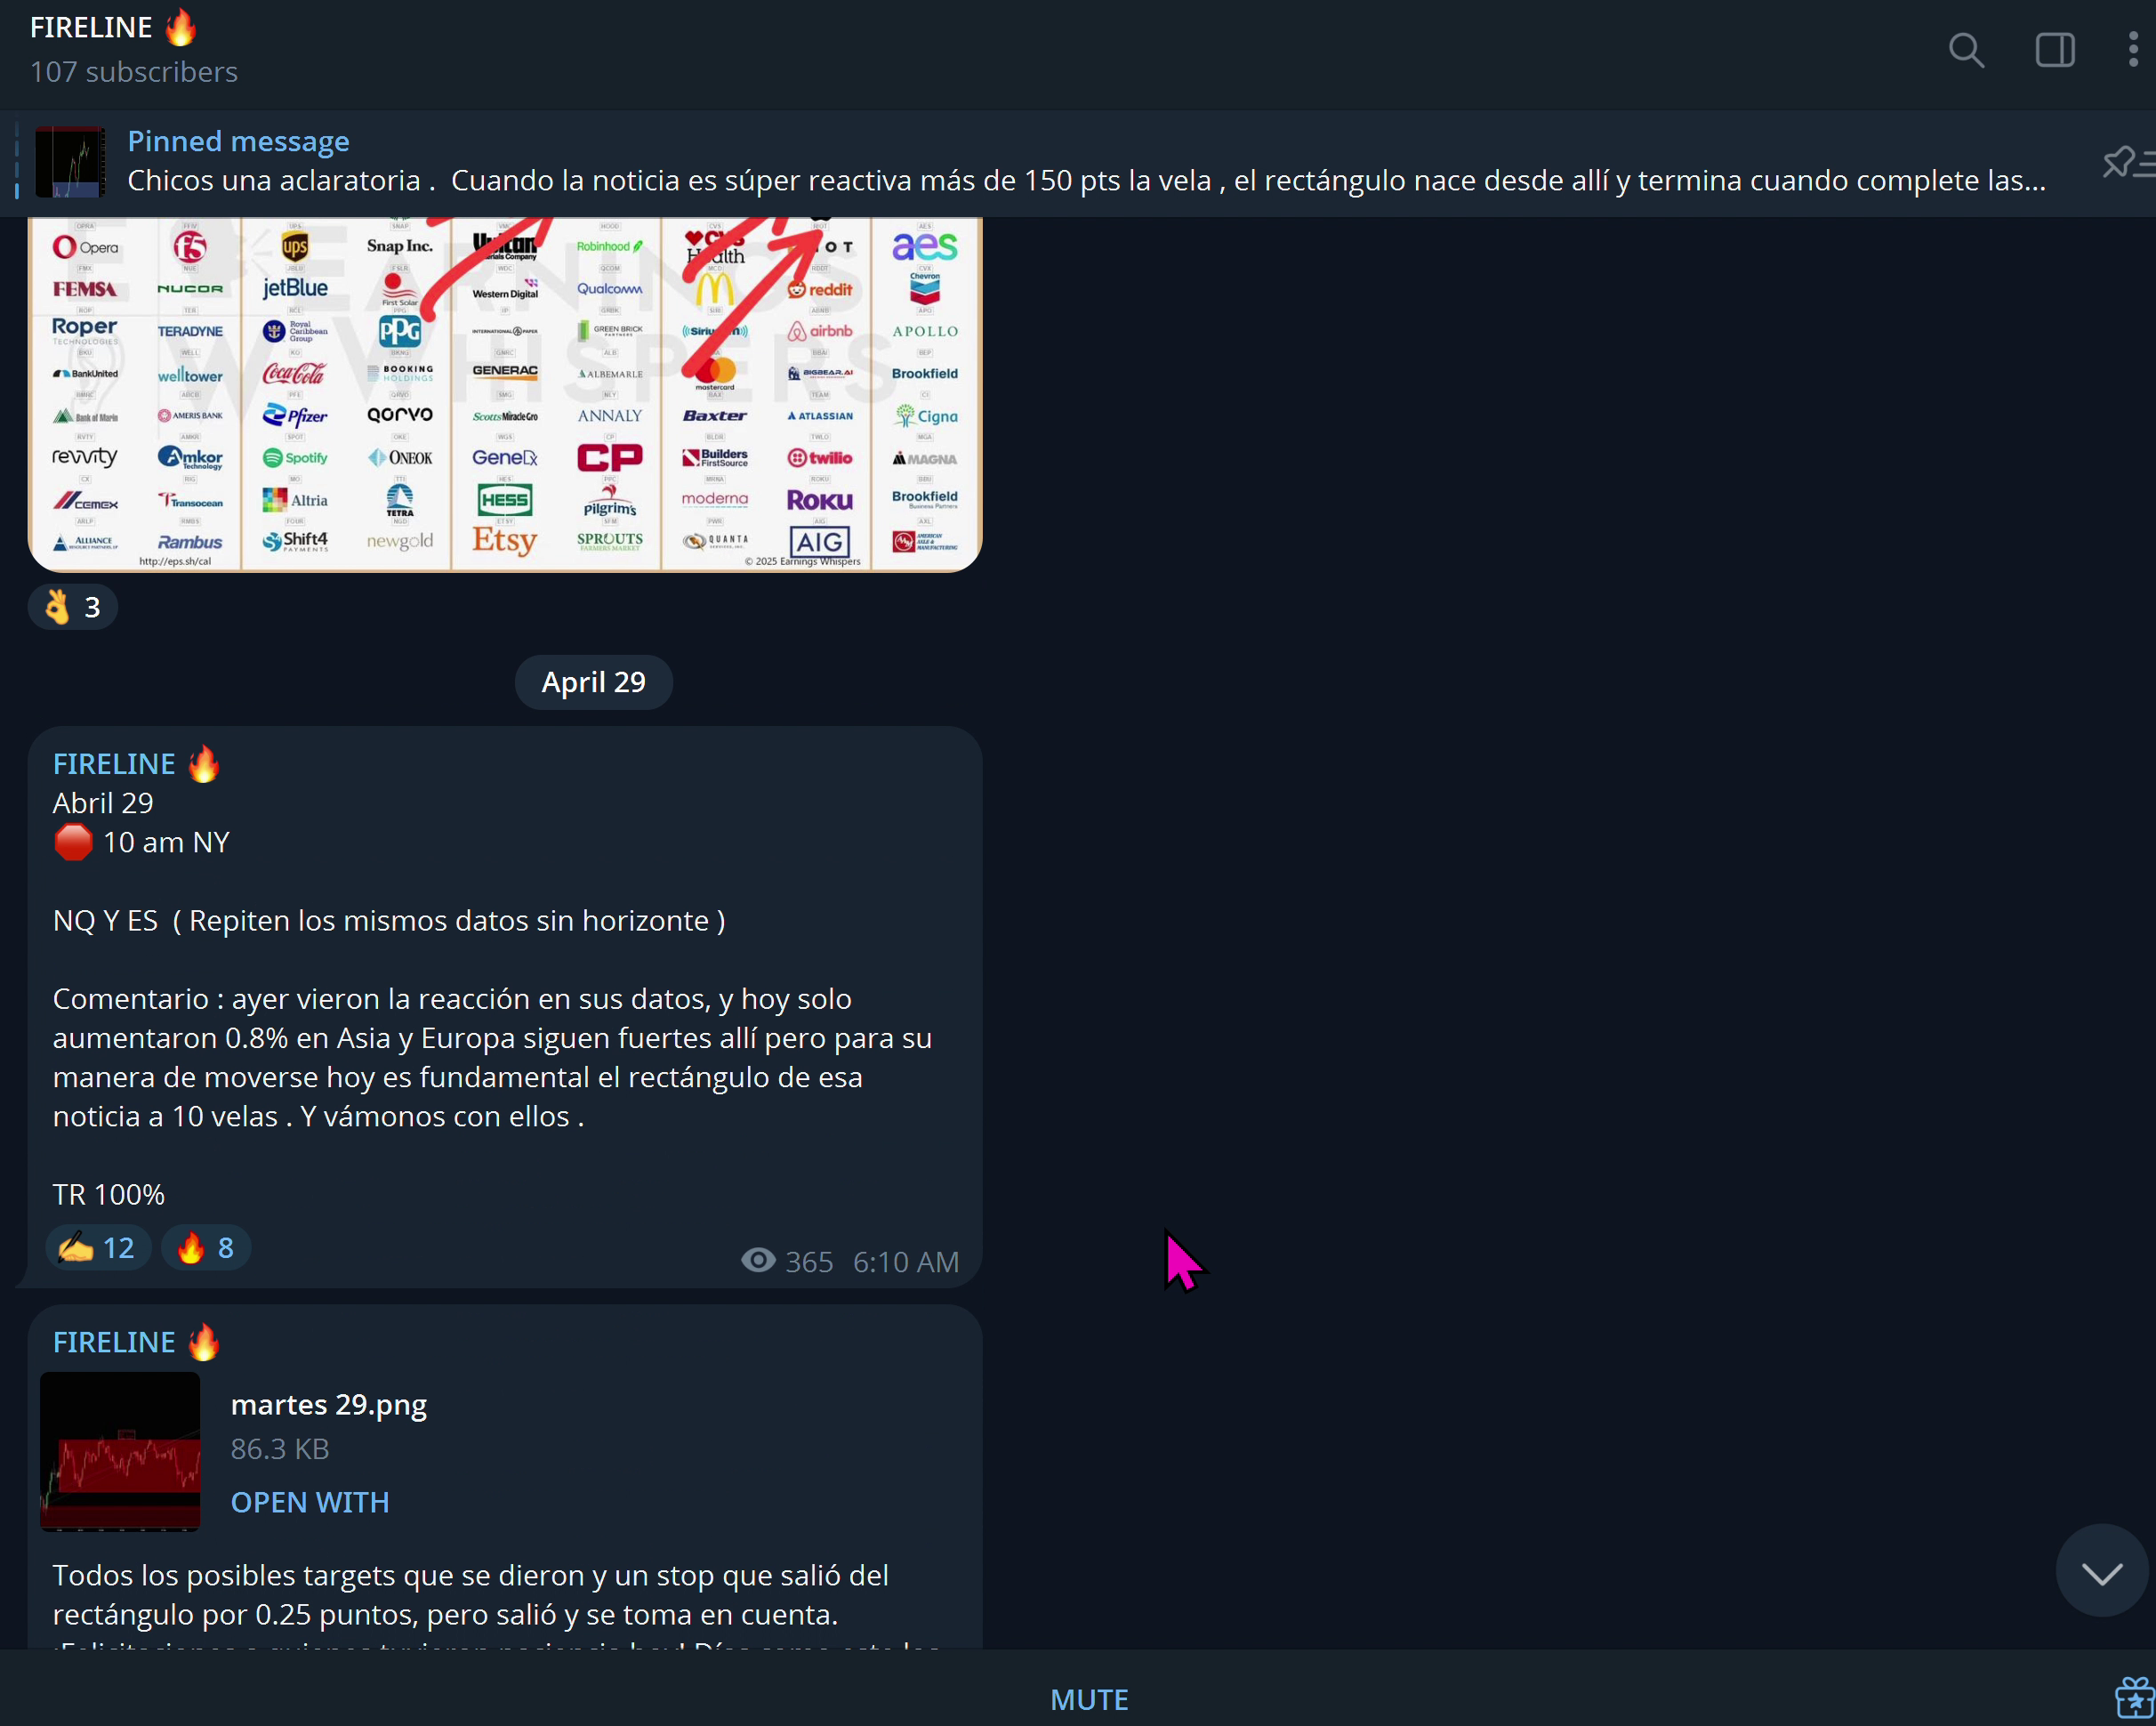 FIRELINE 🔥
107 subscribers
Pinned message
Chicos una aclaratoria .  Cuando la noticia es súper reactiva más de 150 pts la vela , el rectángulo nace desde allí y termina cuando complete las...
Opera
f5
ups
Snap Inc.
Vulcan
Robinhood
CVS Health
OT
aes
FEMSA
NUCOR
jetBlue
First Solar
Western Digital
Qualcomm
reddit
Chevron
Roper TECHNOLOGIES
TERADYNE
Royal Caribbean Group
PPG
INTERNATIONAL PAPER
GREEN BRICK PARTNERS
airbnb
APOLLO
BankUnited
welltower
Coca-Cola
BOOKING HOLDINGS
GENERAC
ALBEMARLE
mastercard
BIGBEAR.AI
Brookfield
Bank of Marin
AMERIS BANK
Pfizer
QORVO
ScottsMiracleGro
ANNALY
Baxter
ATLASSIAN
Cigna
revvity
Amkor Technology
Spotify
ONEOK
GeneDx
CP
Builders FirstSource
twilio
MAGNA
CEMEX
Transocean
Altria
TETRA
HESS
Pilgrim's
moderna
ROKU
Brookfield Business Partners
ALLIANCE
Rambus
Shift4 PAYMENTS
newgold
Etsy
SPROUTS FARMERS MARKET
QUANTA
AIG
AMERICAN AXLE & MANUFACTURING
EARNINGS
WHISPERS
http://eps.sh/cal
© 2025 Earnings Whispers
👌 3
April 29
FIRELINE 🔥
Abril 29
🛑 10 am NY
NQ Y ES  ( Repiten los mismos datos sin horizonte )
Comentario : ayer vieron la reacción en sus datos, y hoy solo
aumentaron 0.8% en Asia y Europa siguen fuertes allí pero para su
manera de moverse hoy es fundamental el rectángulo de esa
noticia a 10 velas . Y vámonos con ellos .
TR 100%
✍ 12 🔥 8
365 6:10 AM
FIRELINE 🔥
martes 29.png
86.3 KB
OPEN WITH
Todos los posibles targets que se dieron y un stop que salió del
rectángulo por 0.25 puntos, pero salió y se toma en cuenta.
MUTE